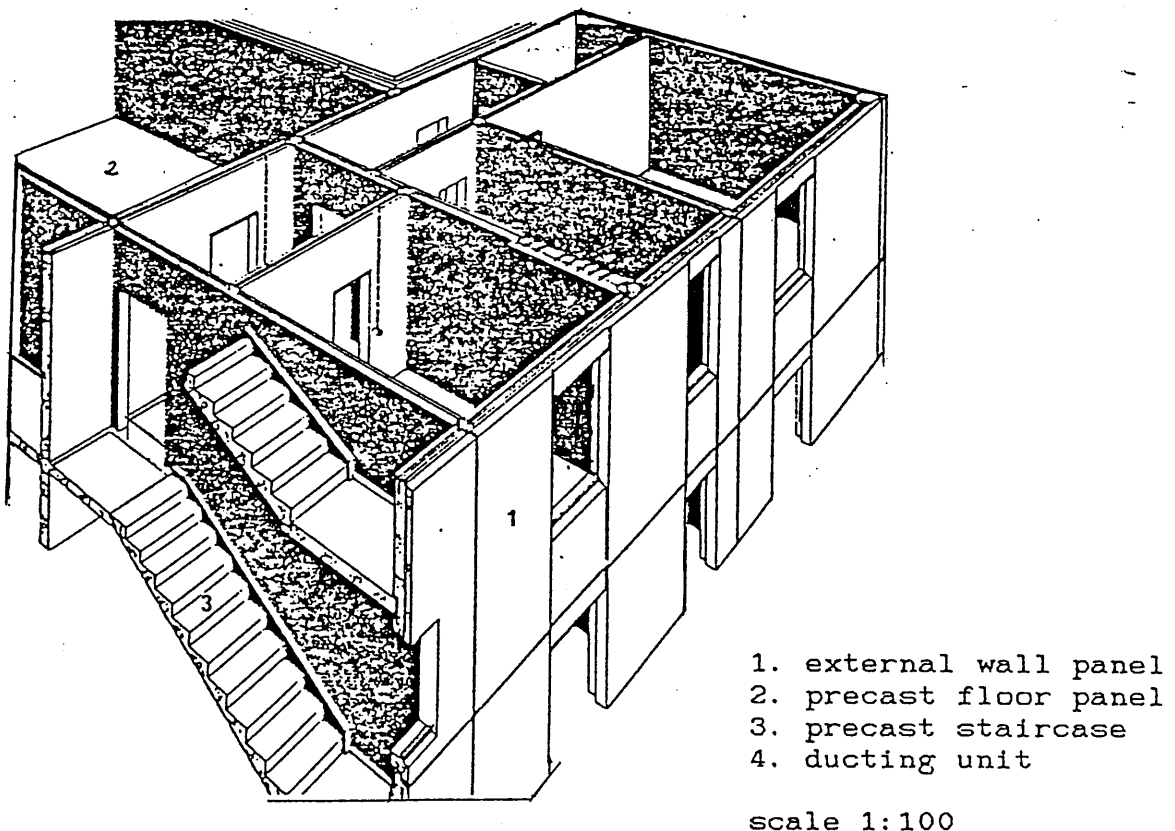 2
1
3
1. external wall panel
2. precast floor panel
3. precast staircase
4. ducting unit
scale 1:100